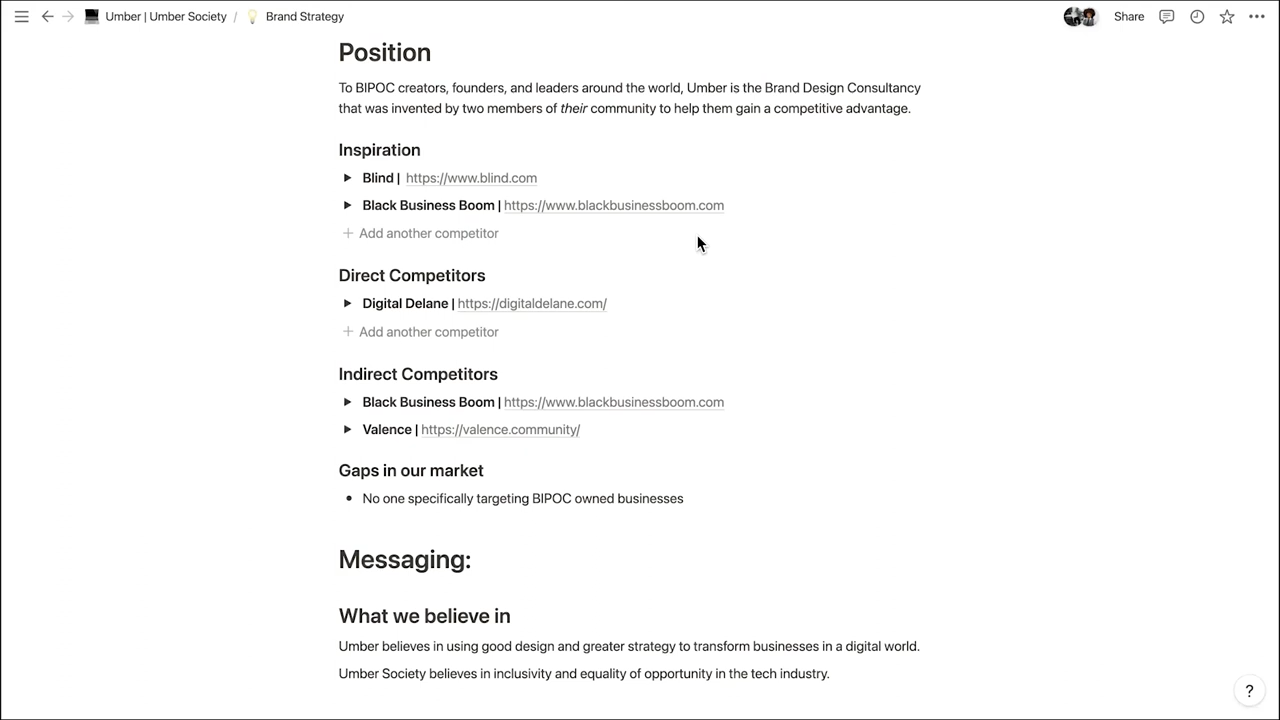 Umber | Umber Society / Brand Strategy Share
Position
To BIPOC creators, founders, and leaders around the world, Umber is the Brand Design Consultancy
that was invented by two members of their community to help them gain a competitive advantage.
Inspiration
Blind | https://www.blind.com
Black Business Boom | https://www.blackbusinessboom.com
+ Add another competitor
Direct Competitors
Digital Delane | https://digitaldelane.com/
+ Add another competitor
Indirect Competitors
Black Business Boom | https://www.blackbusinessboom.com
Valence | https://valence.community/
Gaps in our market
• No one specifically targeting BIPOC owned businesses
Messaging:
What we believe in
Umber believes in using good design and greater strategy to transform businesses in a digital world.
Umber Society believes in inclusivity and equality of opportunity in the tech industry.
?